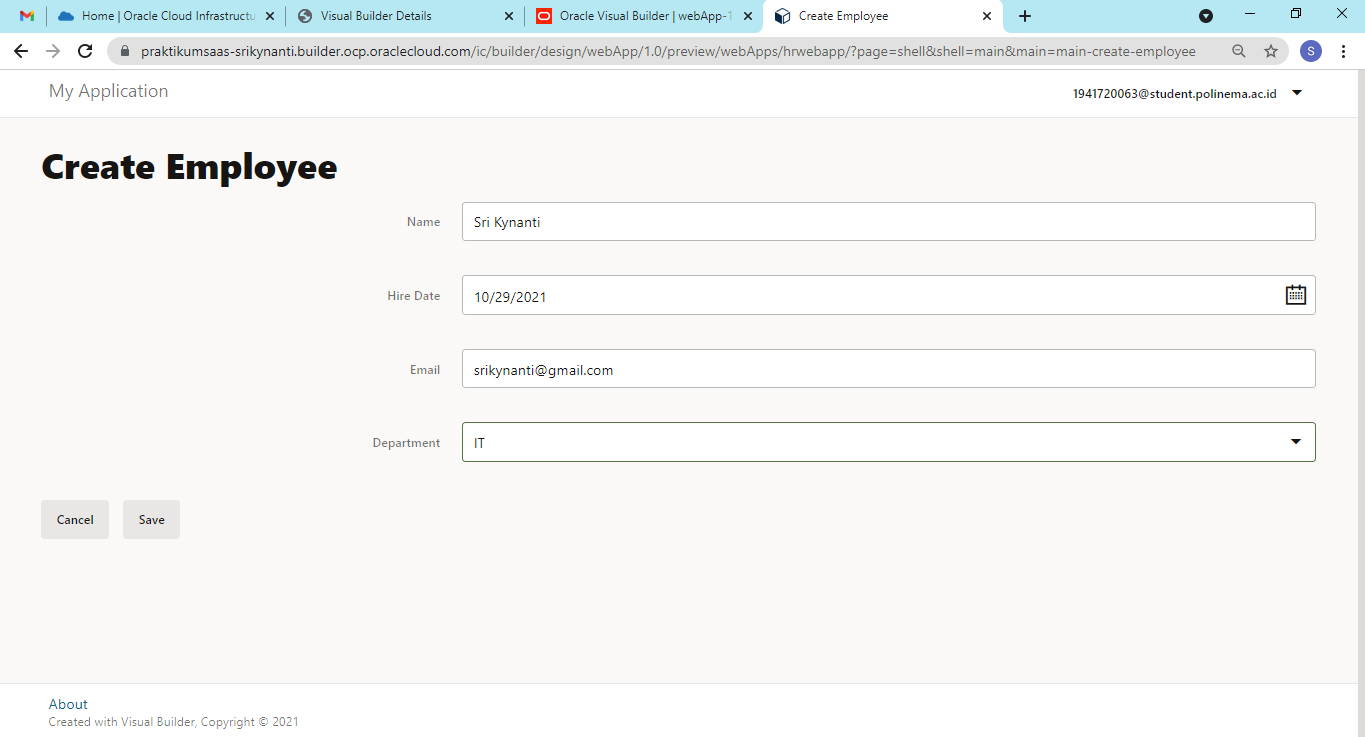 Home | Oracle Cloud Infrastructu
Visual Builder Details
Oracle Visual Builder | webApp-1
Create Employee
praktikumsaas-srikynanti.builder.ocp.oraclecloud.com/ic/builder/design/webApp/1.0/preview/webApps/hrwebapp/?page=shell&shell=main&main=main-create-employee
S
My Application
1941720063@student.polinema.ac.id
Create Employee
Name
Sri Kynanti
Hire Date
10/29/2021
Email
srikynanti@gmail.com
Department
IT
Cancel
Save
About
Created with Visual Builder, Copyright © 2021